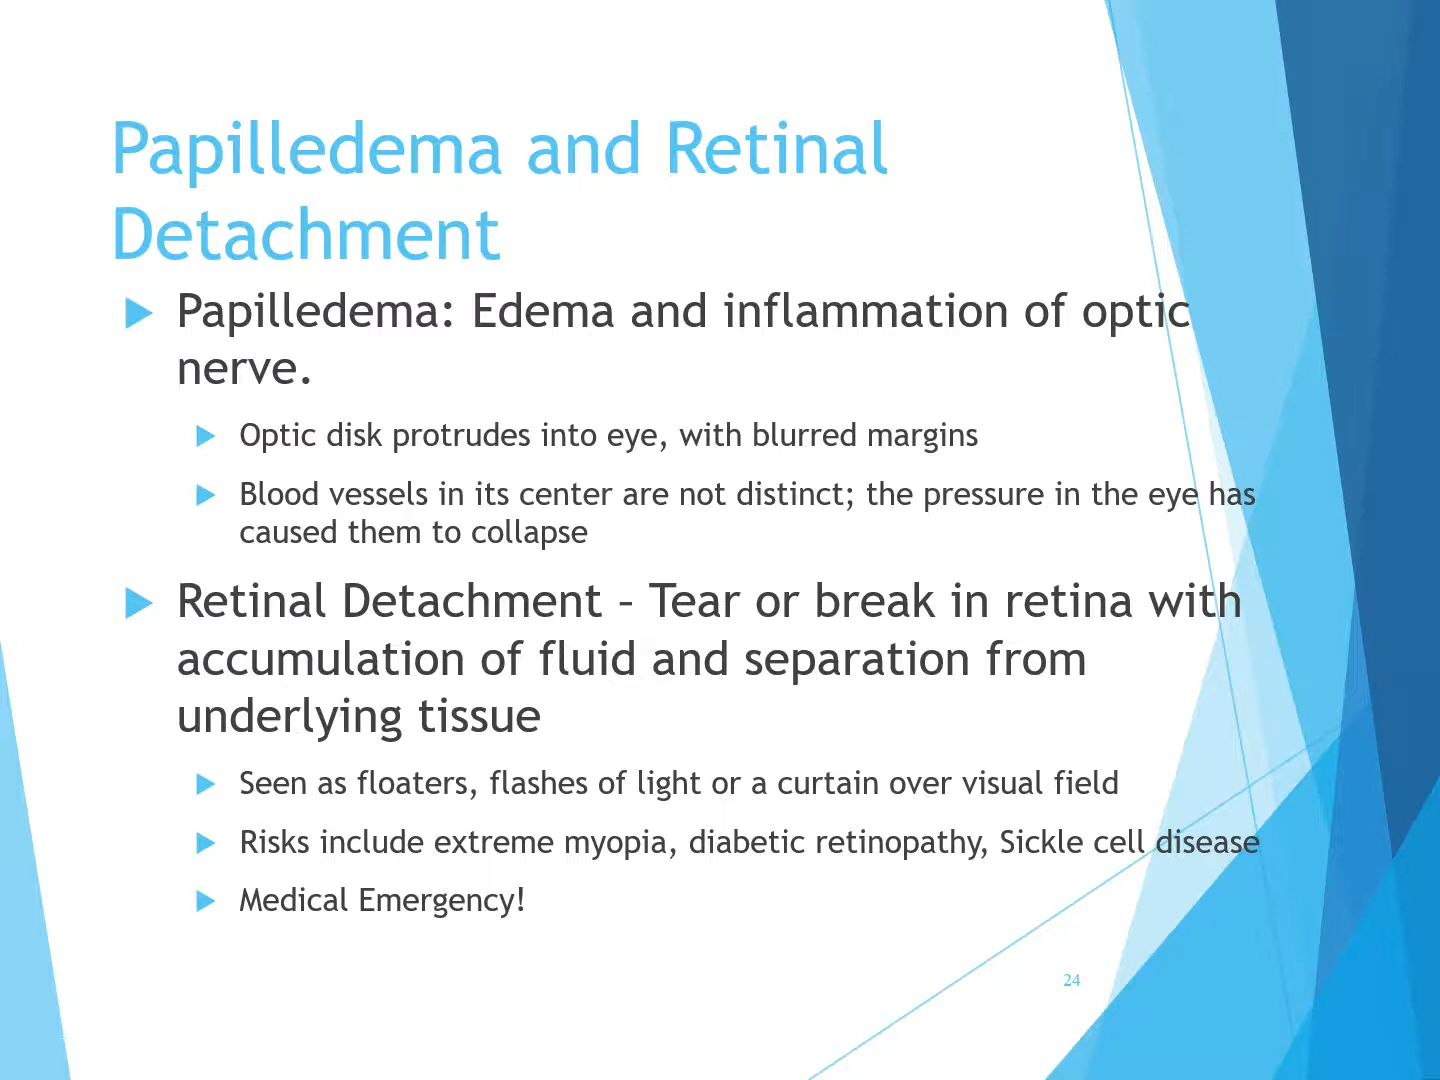 Papilledema and Retinal
Detachment
Papilledema: Edema and inflammation of optic
nerve.
Optic disk protrudes into eye, with blurred margins
Blood vessels in its center are not distinct; the pressure in the eye has
caused them to collapse
Retinal Detachment – Tear or break in retina with
accumulation of fluid and separation from
underlying tissue
Seen as floaters, flashes of light or a curtain over visual field
Risks include extreme myopia, diabetic retinopathy, Sickle cell disease
Medical Emergency!
24